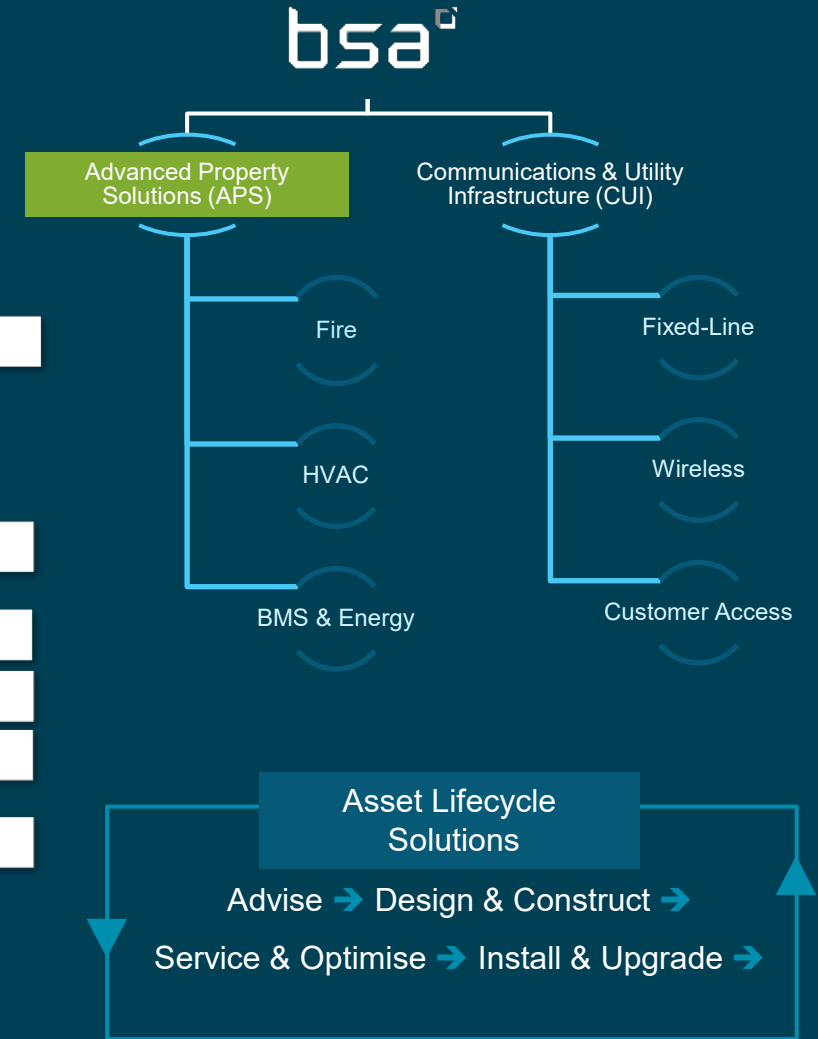 bsa
Advanced Property
Solutions (APS)
Communications & Utility
Infrastructure (CUI)
Fire
Fixed-Line
HVAC
Wireless
BMS & Energy
Customer Access
Asset Lifecycle
Solutions
Advise ➔ Design & Construct ➔
Service & Optimise ➔ Install & Upgrade ➔